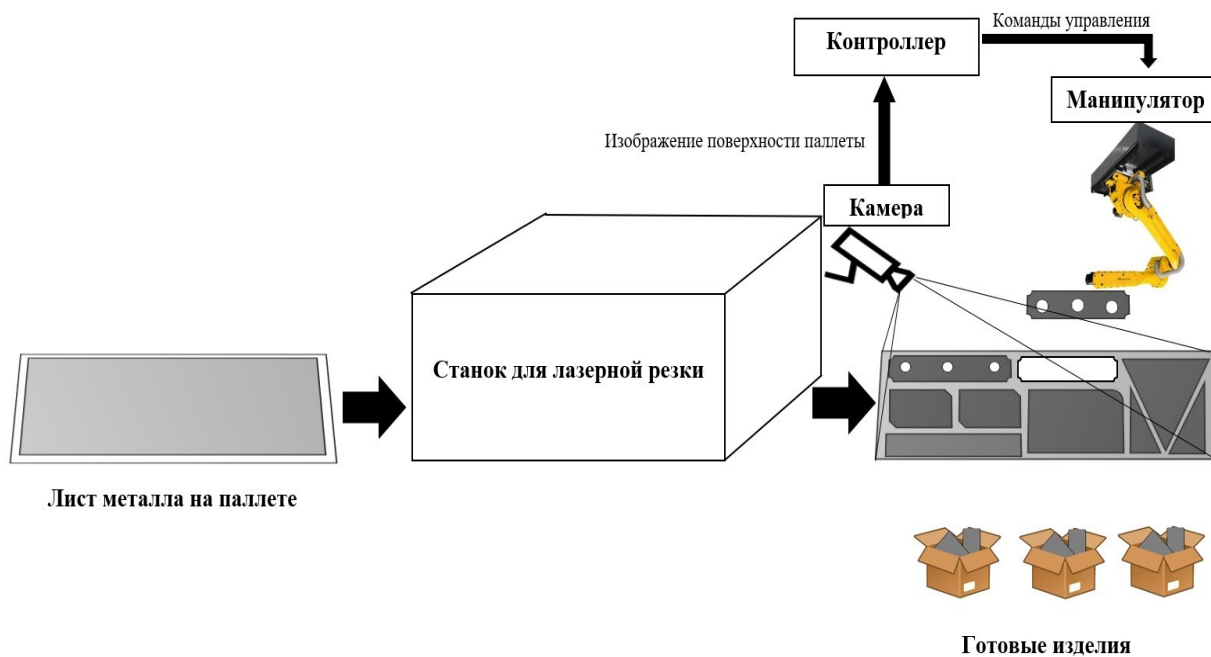 Команды управления
Контроллер
Манипулятор
Изображение поверхности паллеты
Камера
Станок для лазерной резки
Лист металла на паллете
Готовые изделия